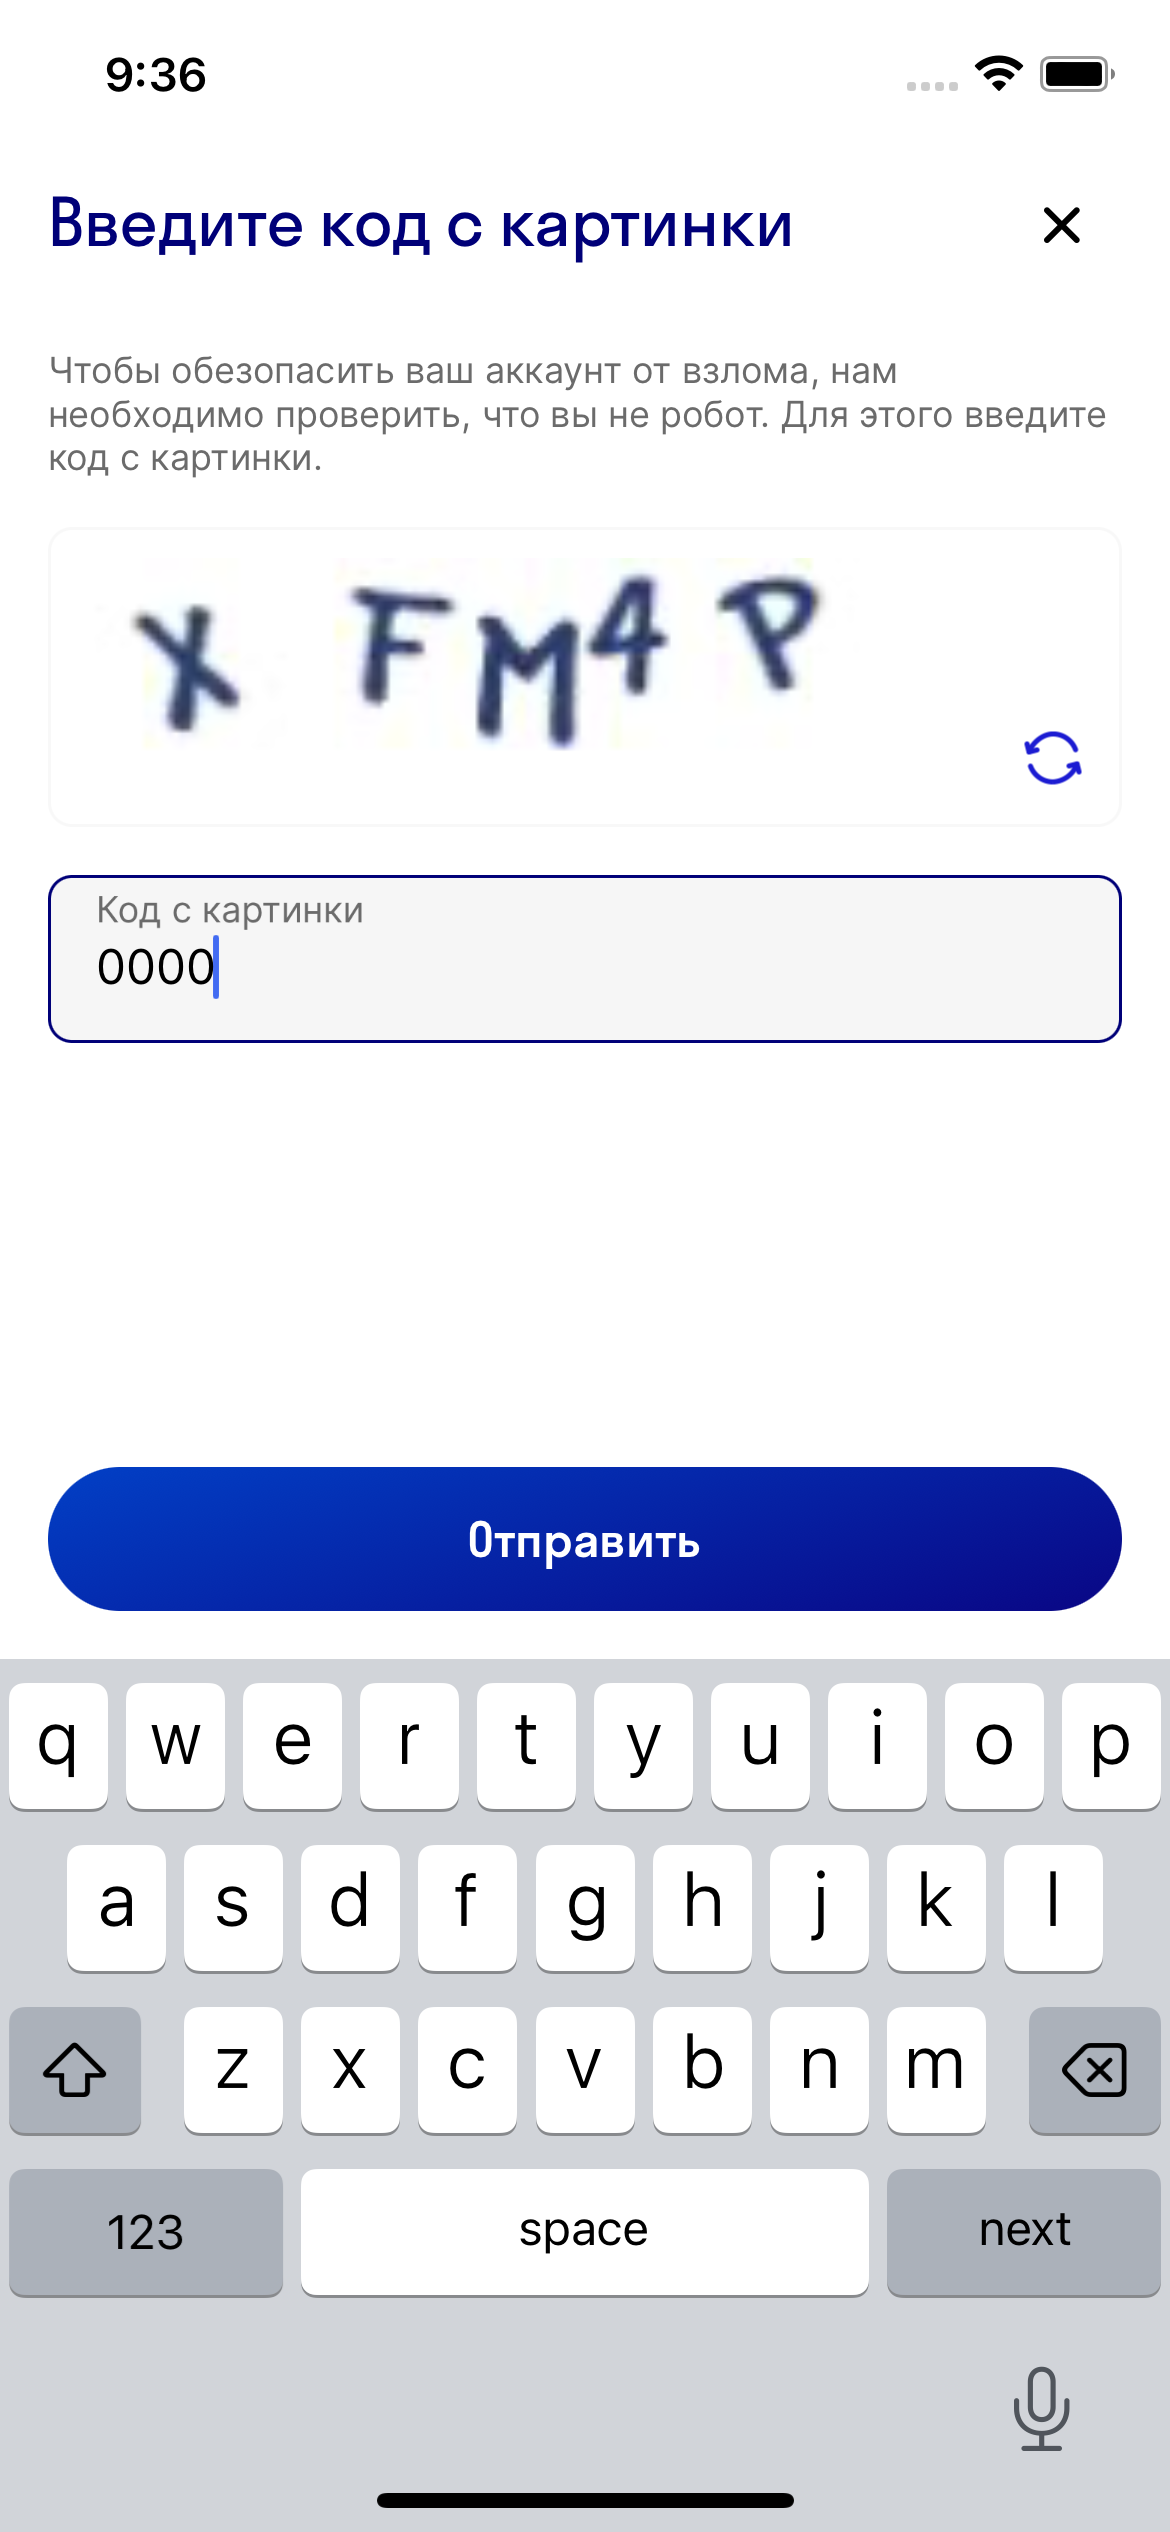 9:36
Введите код с картинки
Чтобы обезопасить ваш аккаунт от взлома, нам
необходимо проверить, что вы не робот. Для этого введите
код с картинки.
X F M 4 P
Код с картинки
0000
Отправить
q w e r t y u i o p
a s d f g h j k l
z x c v b n m
123 space next